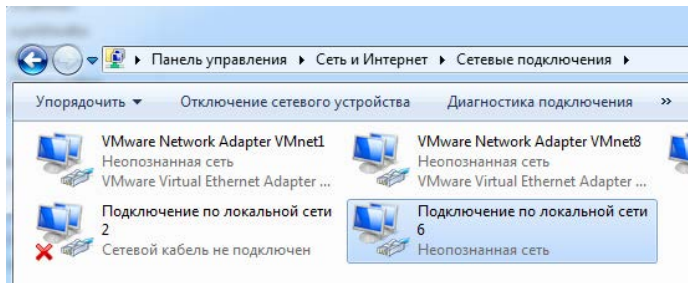 Панель управления ▸ Сеть и Интернет ▸ Сетевые подключения ▸
Упорядочить ▾ Отключение сетевого устройства Диагностика подключения »
VMware Network Adapter VMnet1
Неопознанная сеть
VMware Virtual Ethernet Adapter ...
VMware Network Adapter VMnet8
Неопознанная сеть
VMware Virtual Ethernet Adapter ...
Подключение по локальной сети
2
Сетевой кабель не подключен
Подключение по локальной сети
6
Неопознанная сеть